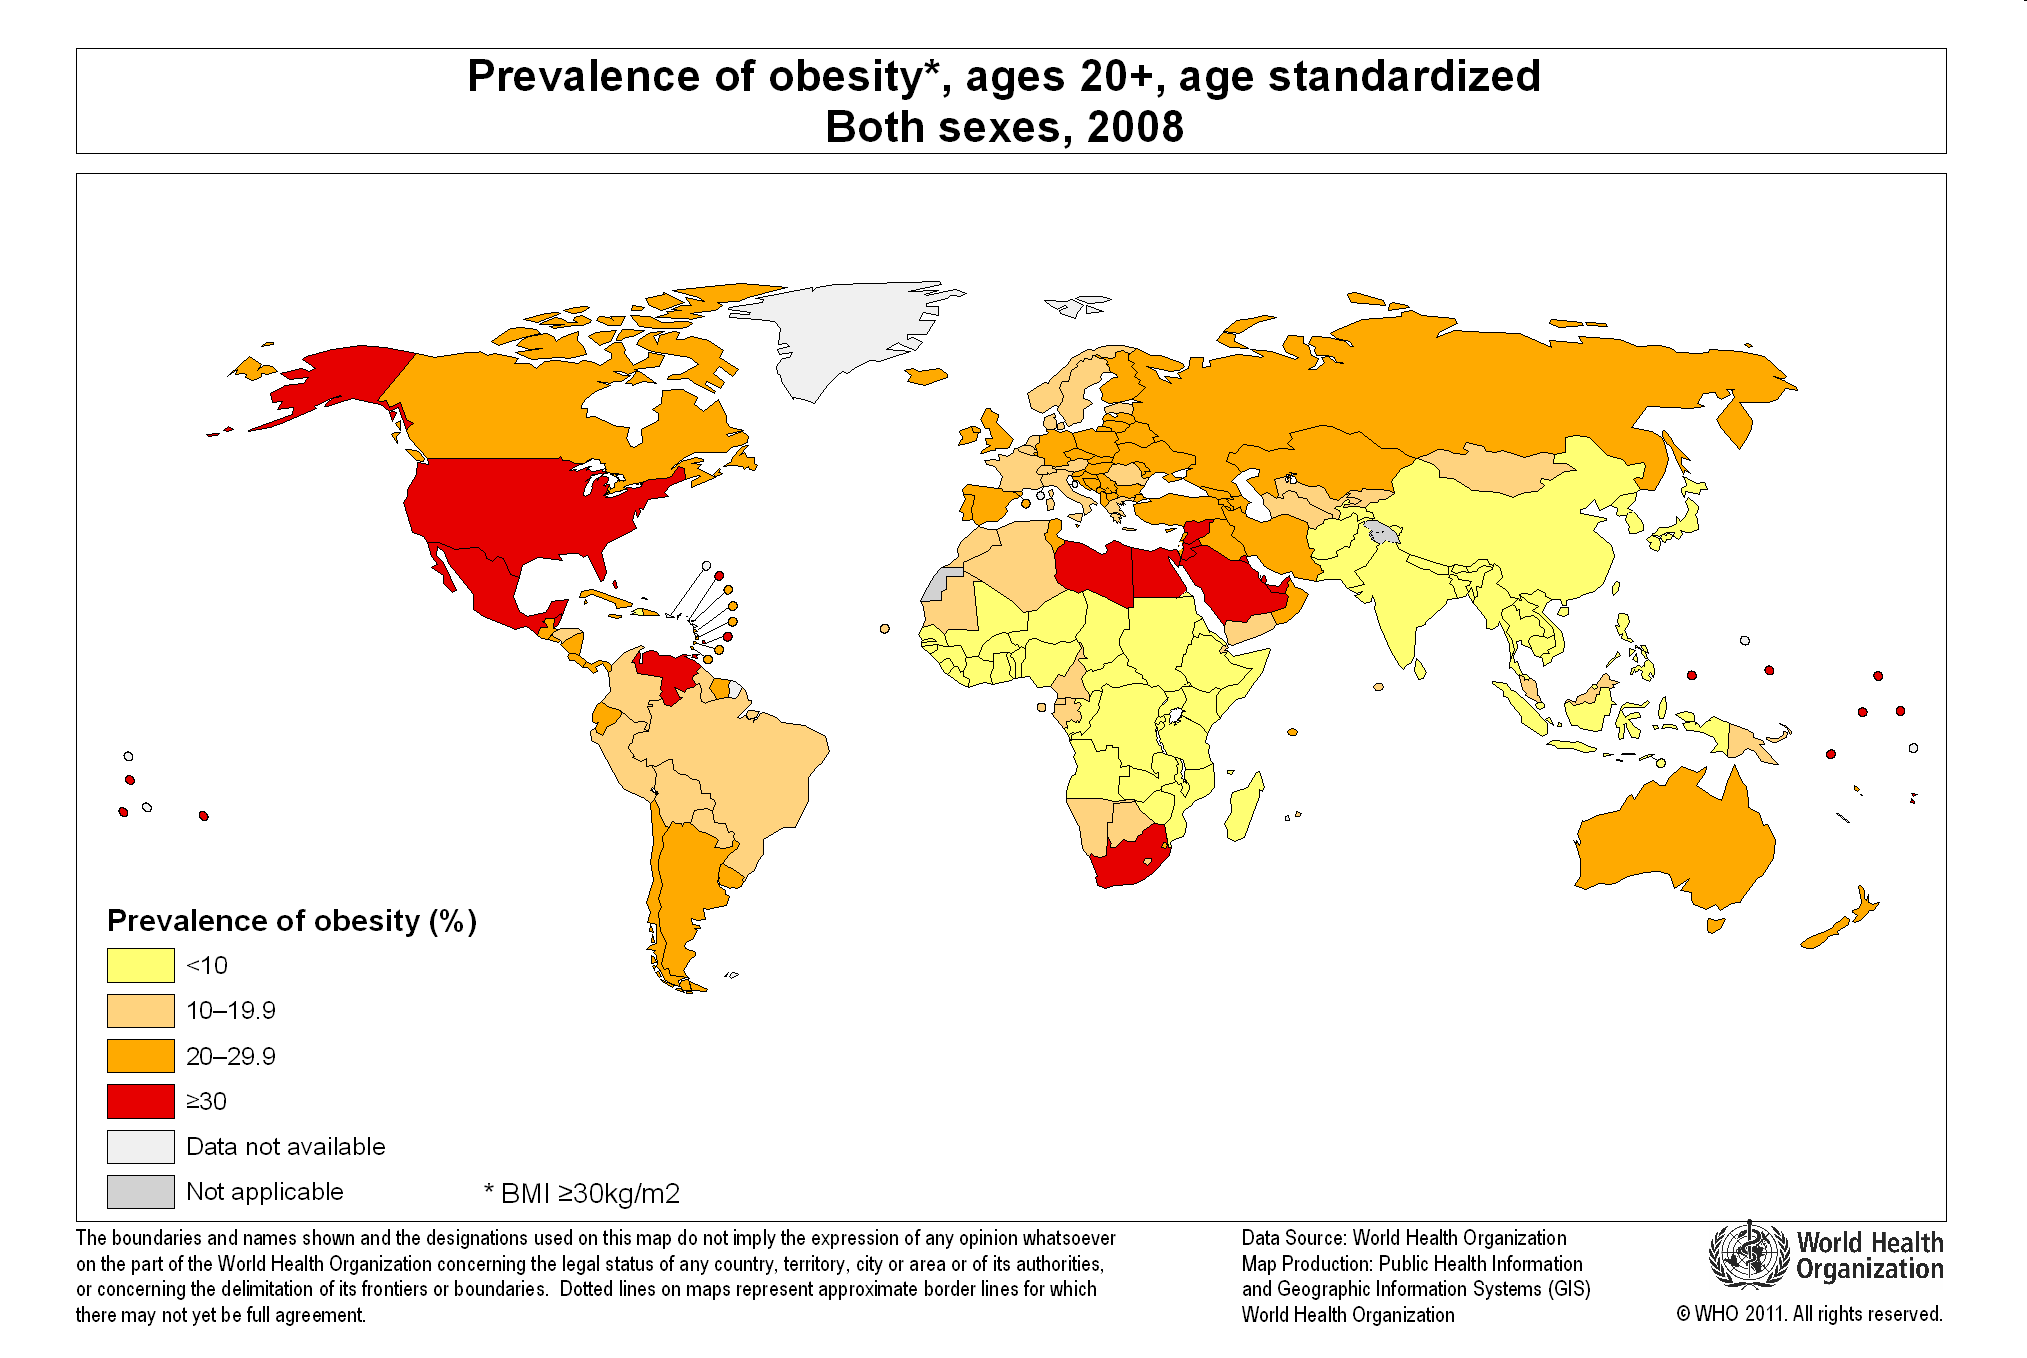 Prevalence of obesity*, ages 20+, age standardized
Both sexes, 2008
Prevalence of obesity (%)
<10
10–19.9
20–29.9
≥30
Data not available
Not applicable
* BMI ≥30kg/m2
The boundaries and names shown and the designations used on this map do not imply the expression of any opinion whatsoever
on the part of the World Health Organization concerning the legal status of any country, territory, city or area or of its authorities,
or concerning the delimitation of its frontiers or boundaries.  Dotted lines on maps represent approximate border lines for which
there may not yet be full agreement.
Data Source: World Health Organization
Map Production: Public Health Information
and Geographic Information Systems (GIS)
World Health Organization
World Health
Organization
© WHO 2011. All rights reserved.